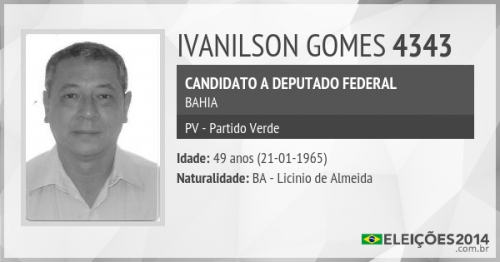 IVANILSON GOMES 4343
CANDIDATO A DEPUTADO FEDERAL
BAHIA
PV - Partido Verde
Idade: 49 anos (21-01-1965)
Naturalidade: BA - Licinio de Almeida
ELEIÇÕES2014
.com.br